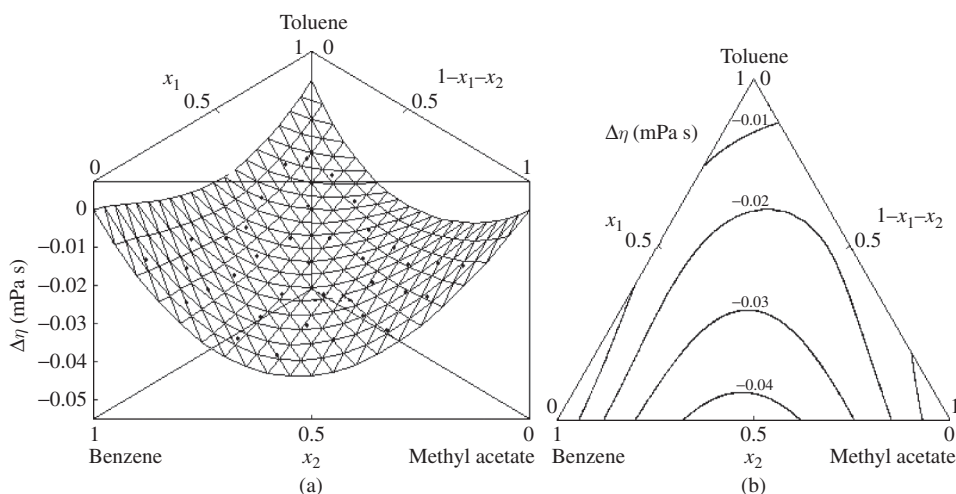 Toluene
1 0
x1
1–x1–x2
0.5
0.5
0
1
0
−0.01
−0.02
−0.03
−0.04
−0.05
Δη (mPa s)
1
0.5
0
Benzene
x2
Methyl acetate
(a)
Toluene
1 0
−0.01
Δη (mPa s)
−0.02
x1
1–x1–x2
0.5
0.5
−0.03
−0.04
0
1
1
0.5
0
Benzene
x2
Methyl acetate
(b)